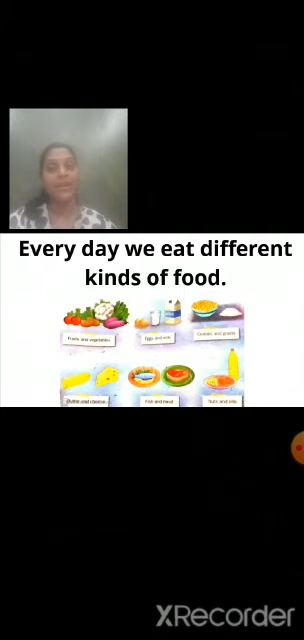 Every day we eat different
kinds of food.
Fruits and vegetables
Eggs and milk
Cereals and grains
Butter and cheese
Fish and meat
Nuts and oils
XRecorder